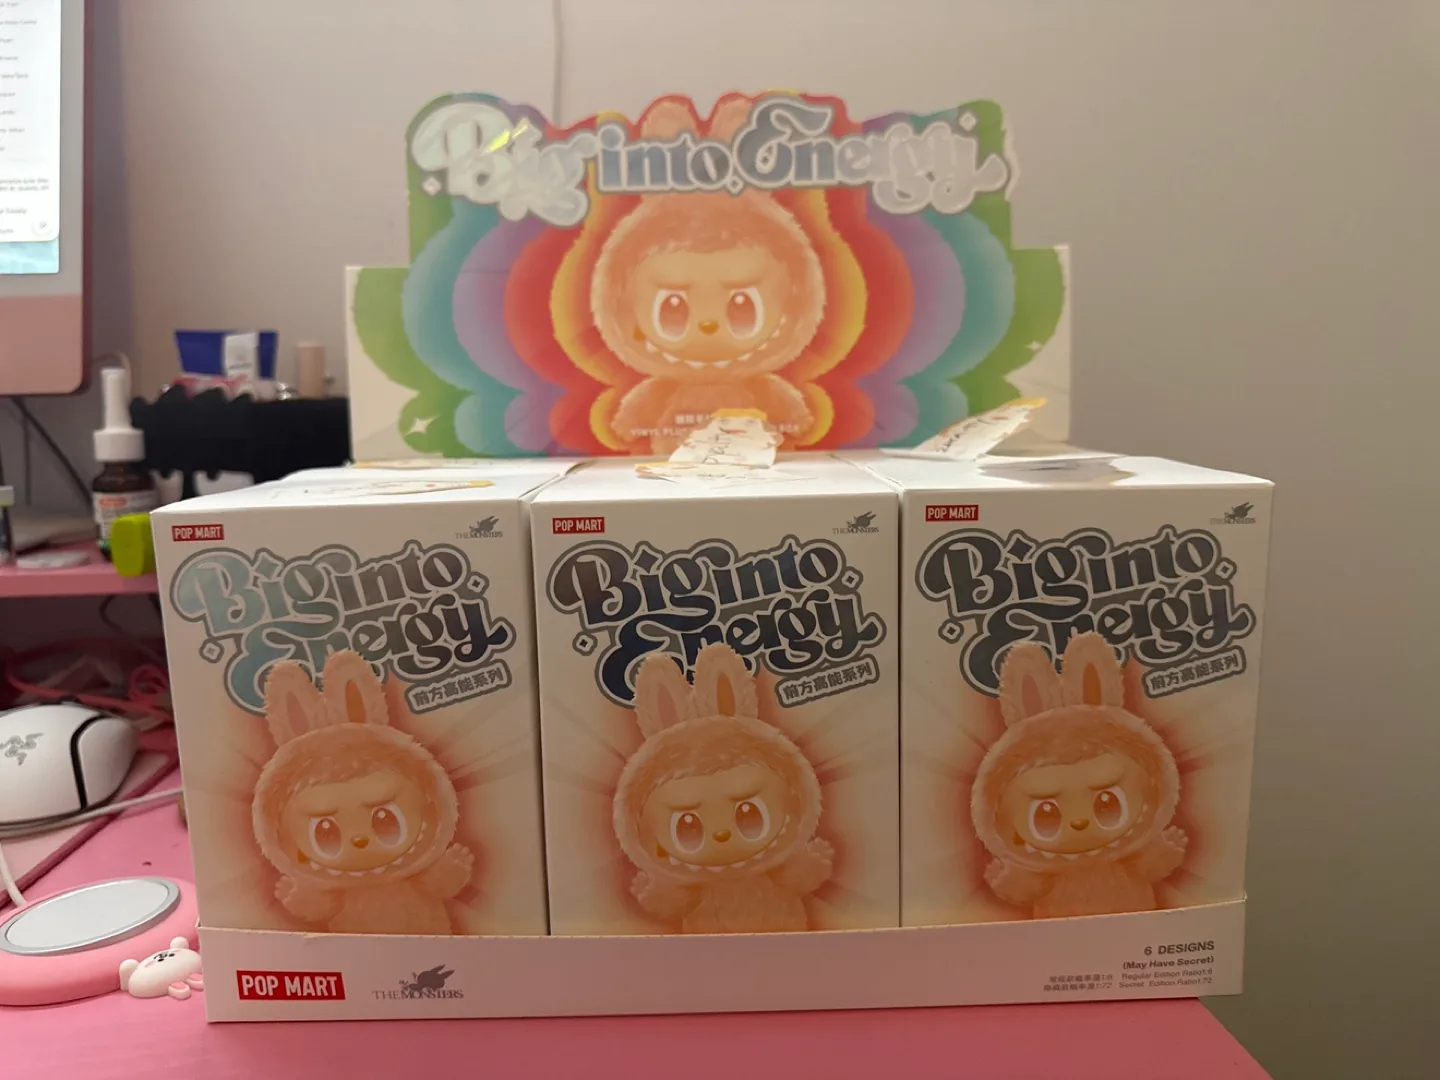 Big into Energy
POP MART
THE MONSTERS
Big into
Energy
前方高能系列
POP MART
THE MONSTERS
Big into
Energy
前方高能系列
POP MART
THE MONSTERS
Big into
Energy
前方高能系列
POP MART
THE MONSTERS
6 DESIGNS
(May Have Secret)
Regular Edition Ratio1:6
Secret Edition Ratio1:72